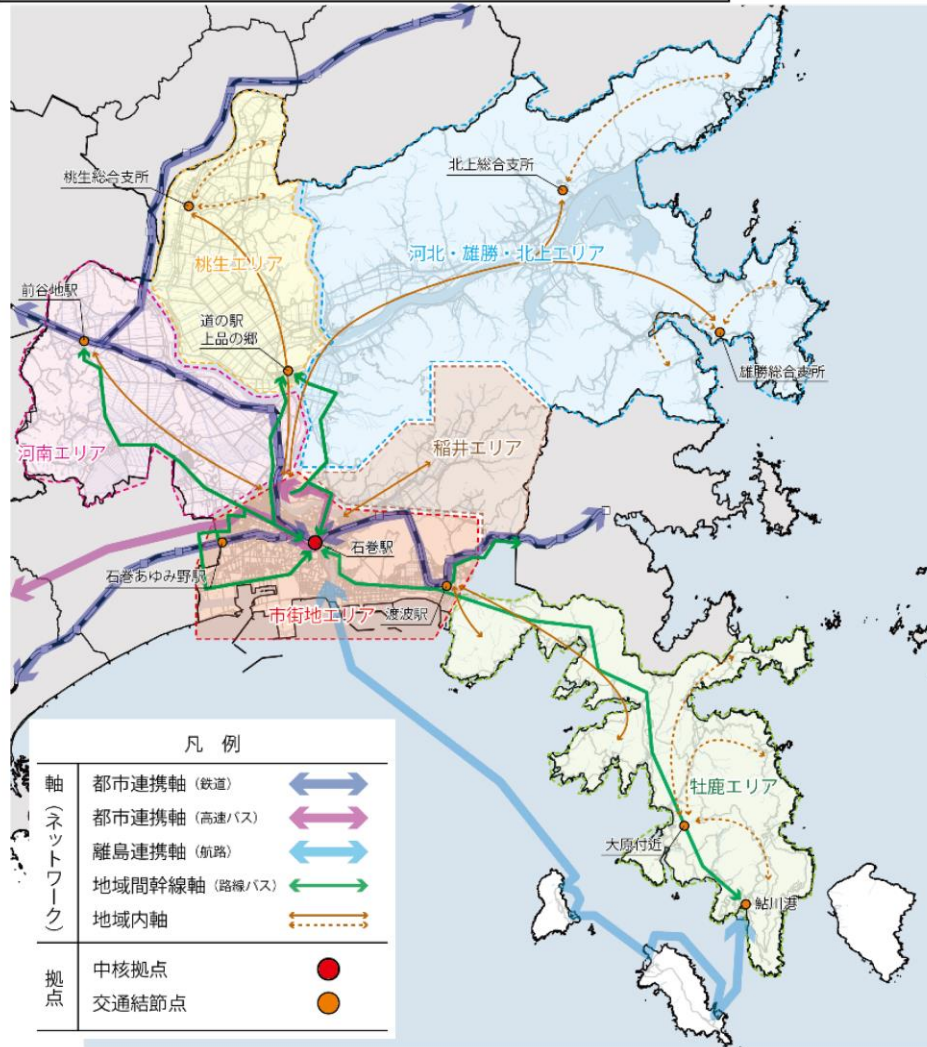 桃生総合支所
北上総合支所
河北・雄勝・北上エリア
桃生エリア
前谷地駅
道の駅
上品の郷
雄勝総合支所
河南エリア
稲井エリア
石巻駅
石巻あゆみ野駅
市街地エリア
渡波駅
牡鹿エリア
大原付近
鮎川港
凡 例
軸(ネットワーク)
都市連携軸(鉄道)
都市連携軸(高速バス)
離島連携軸(航路)
地域間幹線軸(路線バス)
地域内軸
拠点
中核拠点
交通結節点